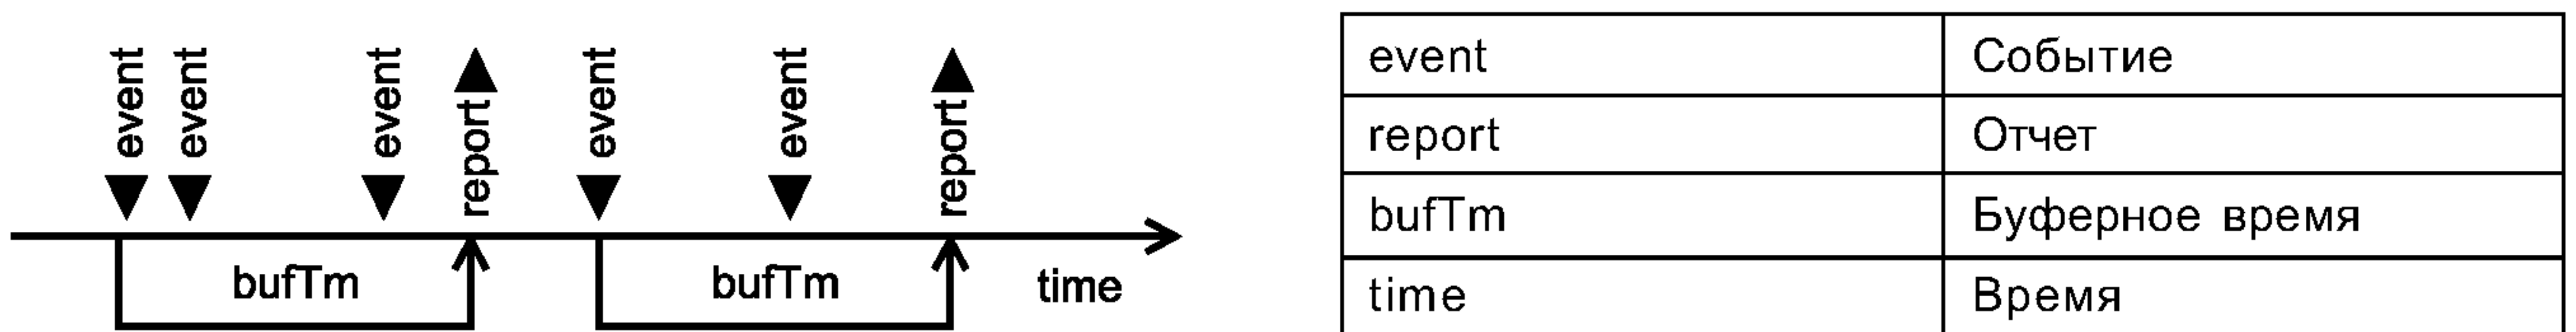 event
event
event
report
event
event
report
bufTm
bufTm
time
event Событие
report Отчет
bufTm Буферное время
time Время